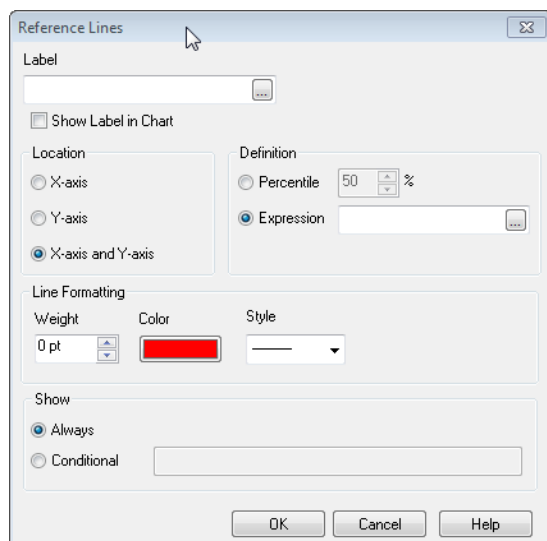 Reference Lines
Label
...
Show Label in Chart
Location
X-axis
Y-axis
X-axis and Y-axis
Definition
Percentile 50 %
Expression ...
Line Formatting
Weight Color Style
0 pt
Show
Always
Conditional
OK Cancel Help